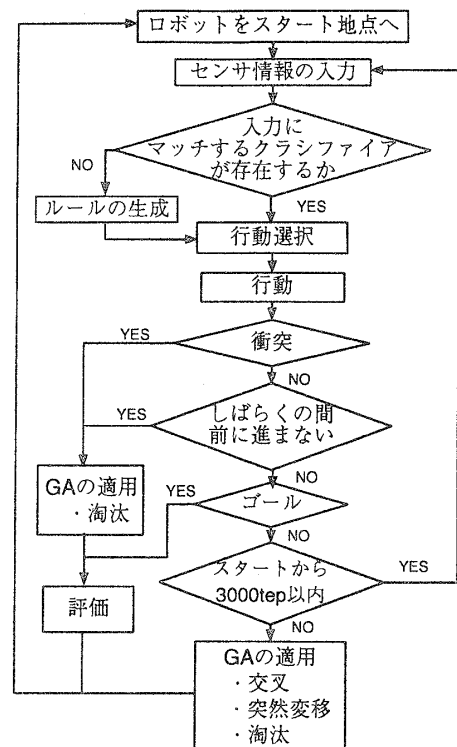 ロボットをスタート地点へ
センサ情報の入力
入力に
マッチするクラシファイア
が存在するか
NO
YES
ルールの生成
行動選択
行動
YES
衝突
NO
YES
しばらくの間
前に進まない
NO
GAの適用
・淘汰
YES
ゴール
NO
スタートから
3000tep以内
YES
評価
NO
GAの適用
・交叉
・突然変移
・淘汰